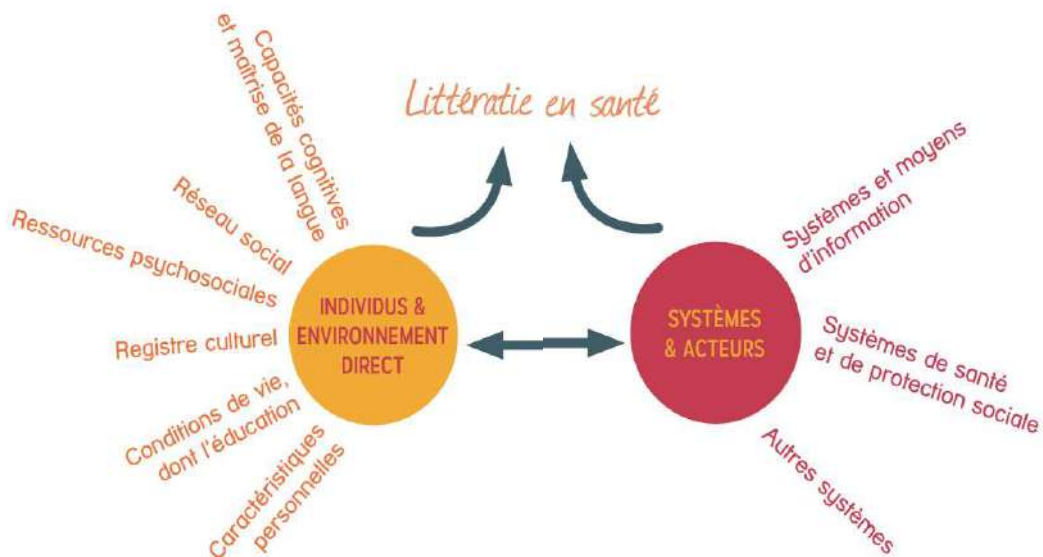 Littératie en santé
Capacités cognitives
et maîtrise de la langue
Réseau social
Ressources psychosociales
Registre culturel
Conditions de vie,
dont l'éducation
Caractéristiques
personnelles
INDIVIDUS &
ENVIRONNEMENT
DIRECT
SYSTÈMES
& ACTEURS
Systèmes et moyens
d'information
Systèmes de santé
et de protection sociale
Autres systèmes